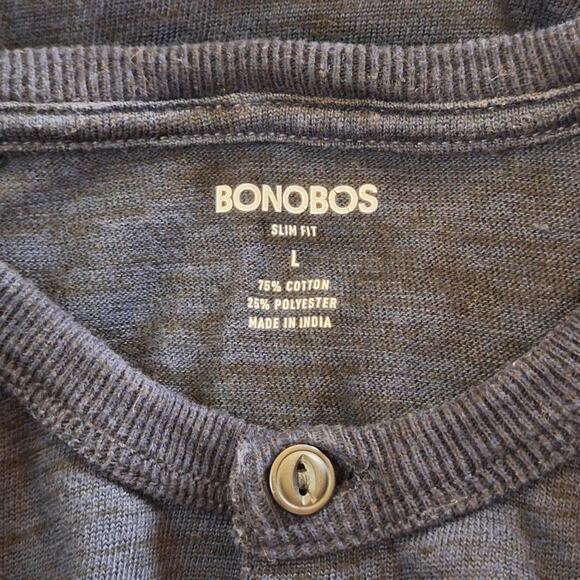 BONOBOS
SLIM FIT
L
75% COTTON
25% POLYESTER
MADE IN INDIA